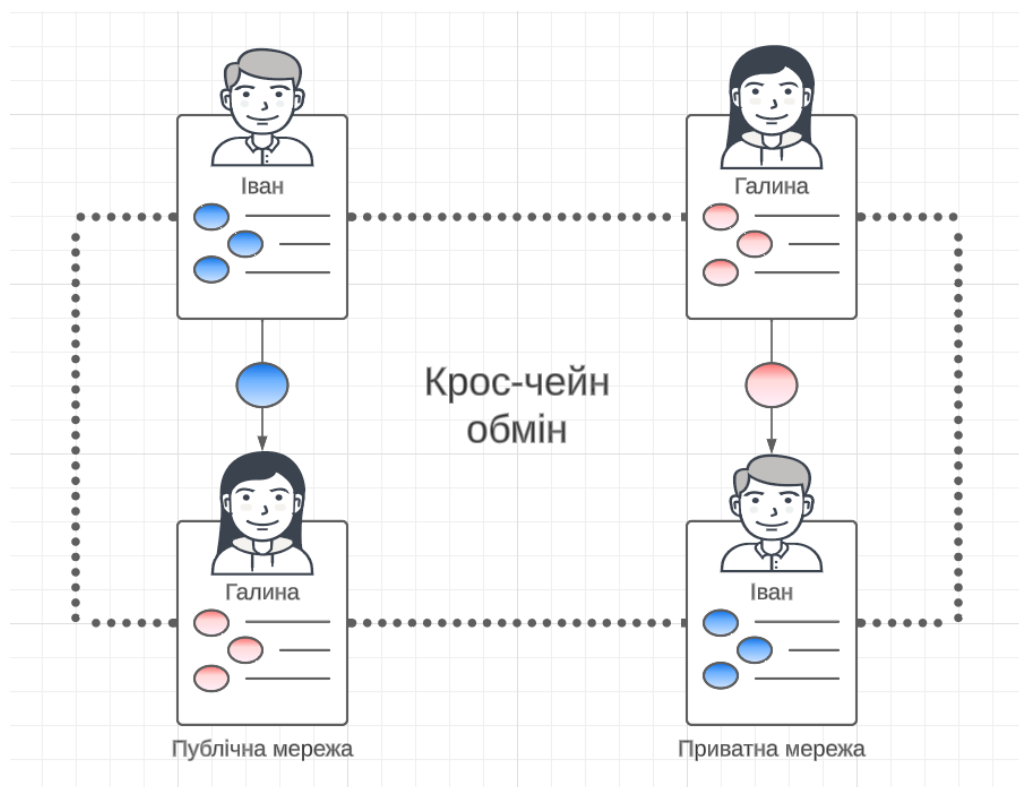 Іван
Галина
Крос-чейн
обмін
Галина
Іван
Публічна мережа
Приватна мережа